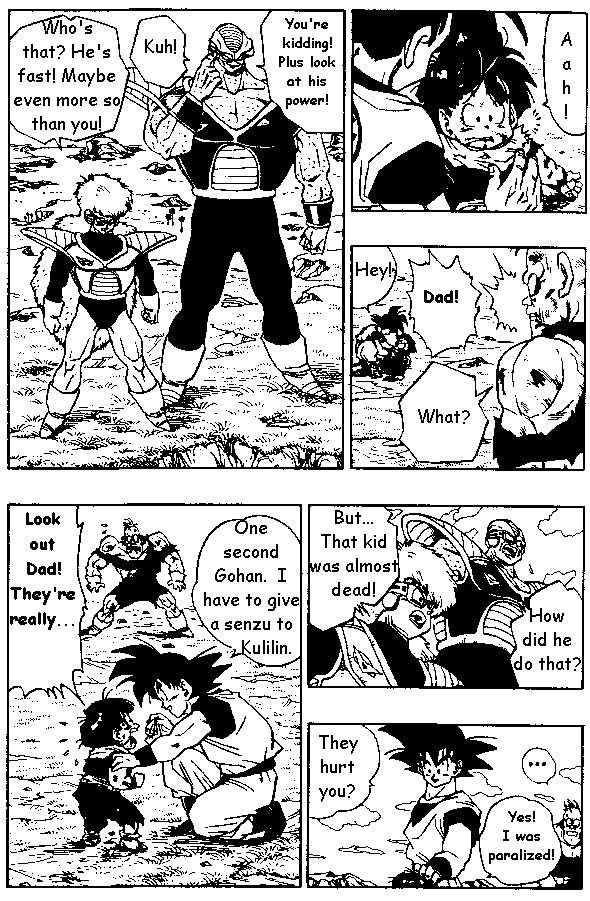 Aah!
Dad!
Hey!
What?
You're
kidding!
Plus look
at his
power!
Kuh!
Who's
that? He's
fast! Maybe
even more so
than you!
How
did he
do that?
But...
That kid
was almost
dead!
...
Yes!
I was
paralized!
They
hurt
you?
One
second
Gohan. I
have to give
a senzu to
Kulilin.
Look
out
Dad!
They're
really...